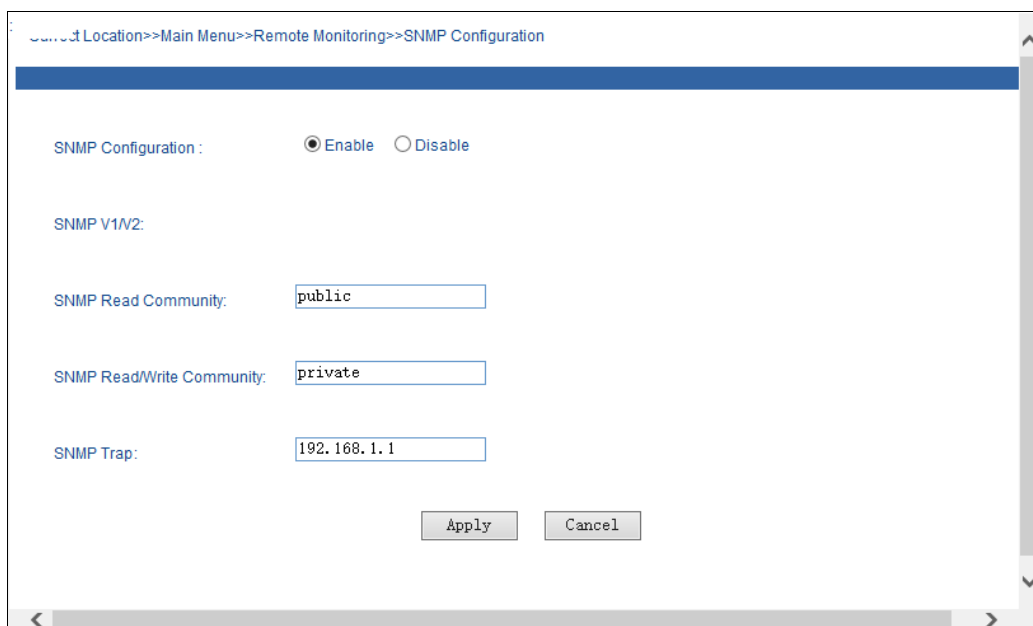 Location>>Main Menu>>Remote Monitoring>>SNMP Configuration
SNMP Configuration : Enable Disable
SNMP V1/V2:
SNMP Read Community: public
SNMP Read/Write Community: private
SNMP Trap: 192.168.1.1
Apply Cancel